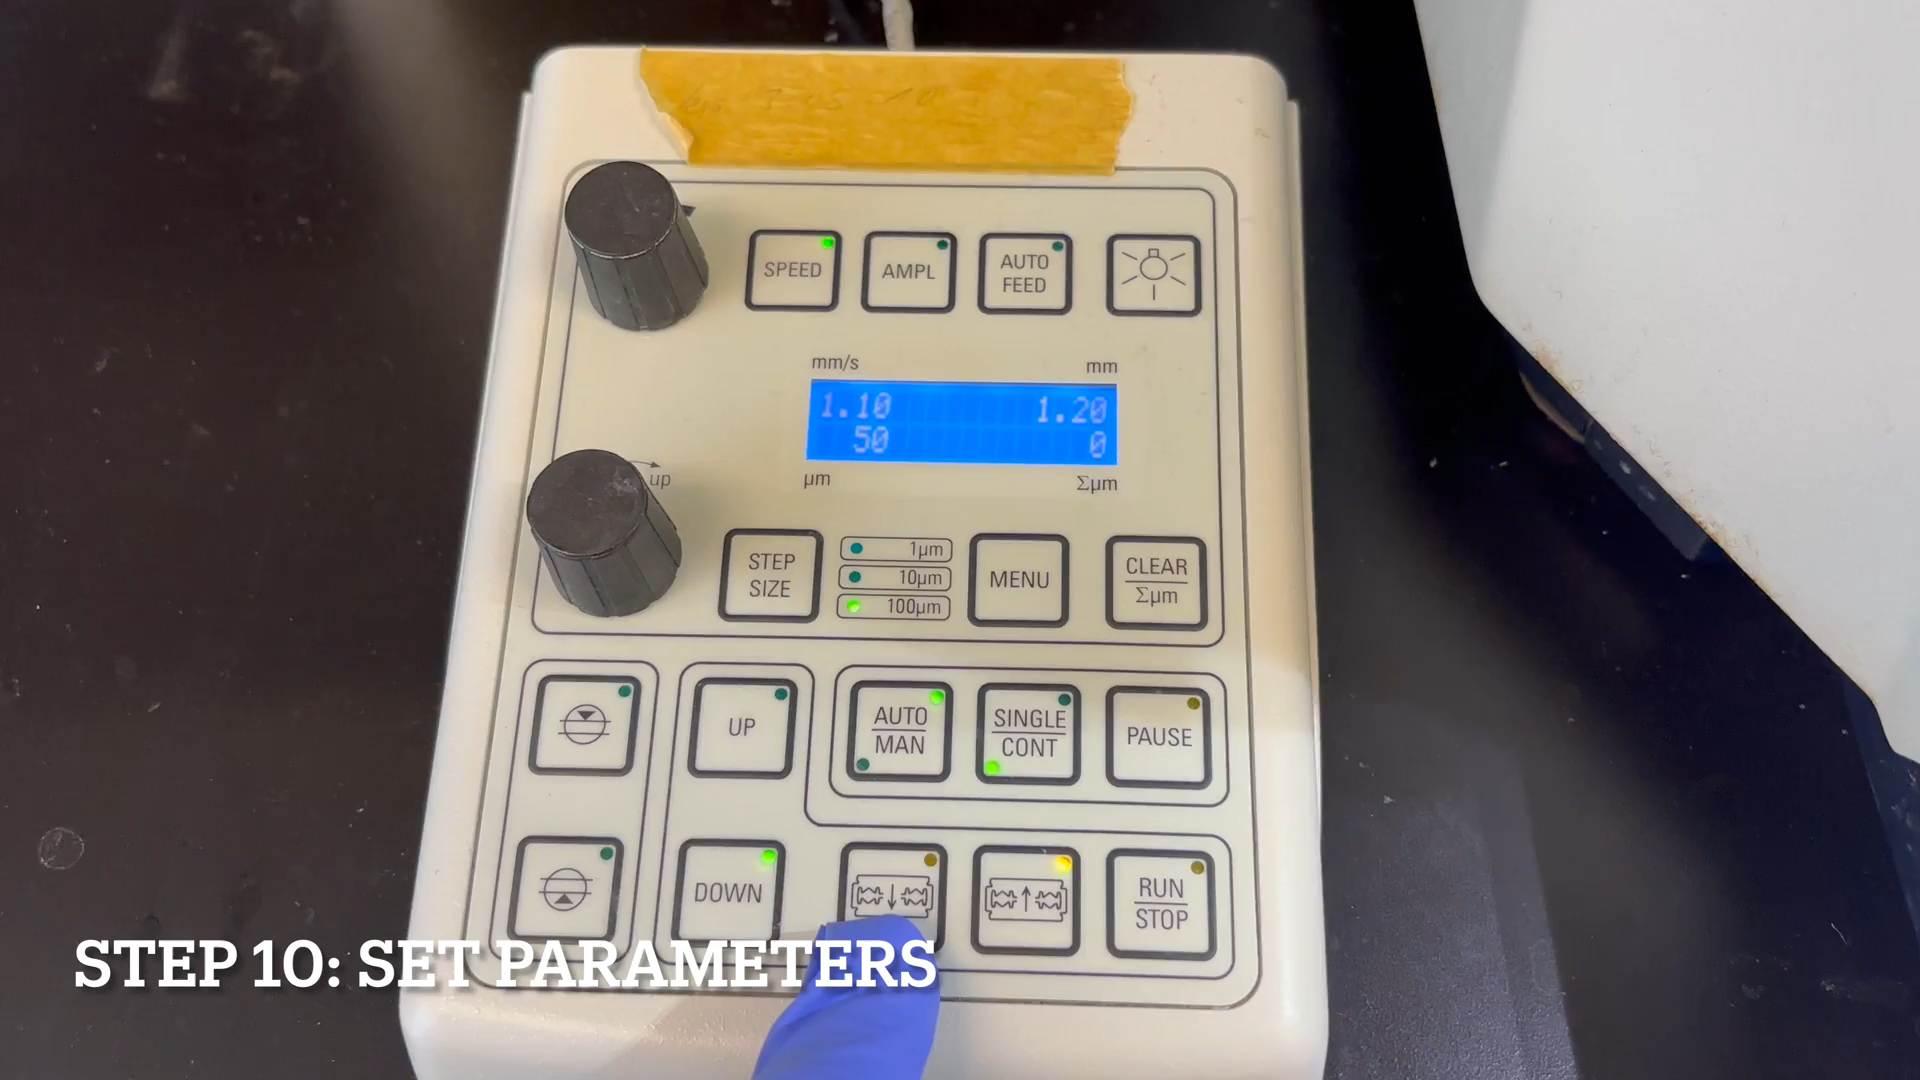 SPEED
AMPL
AUTO
FEED
mm/s
mm
1.10
1.20
50
0
up
µm
Σµm
STEP
SIZE
1µm
10µm
100µm
MENU
CLEAR
Σµm
UP
AUTO
MAN
SINGLE
CONT
PAUSE
DOWN
RUN
STOP
STEP 10: SET PARAMETERS